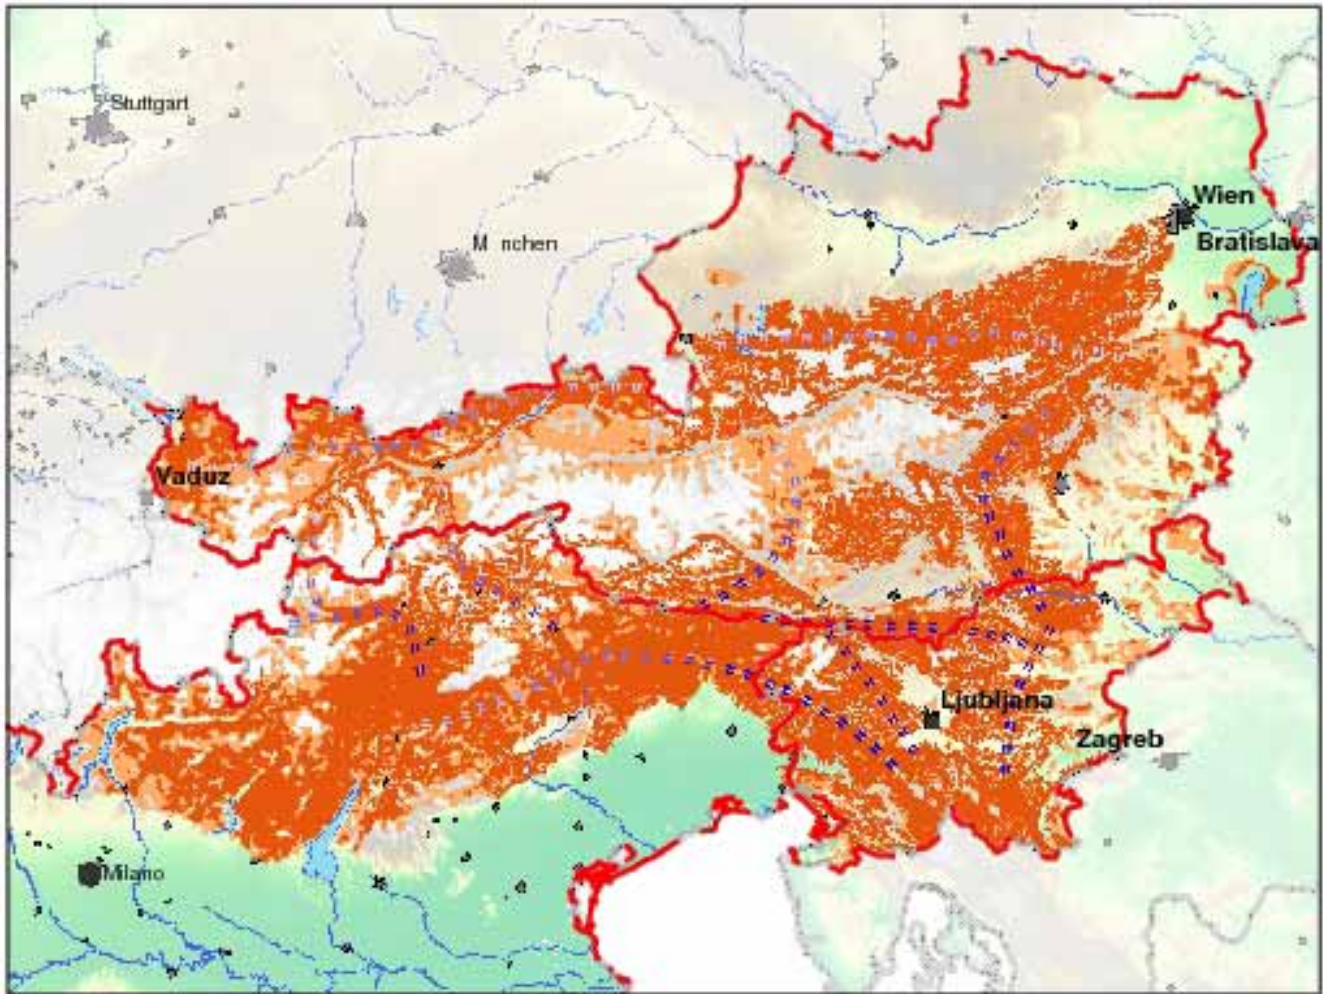 Stuttgart
Wien
M nchen
Bratislava
Vaduz
Ljubljana
Zagreb
Milano